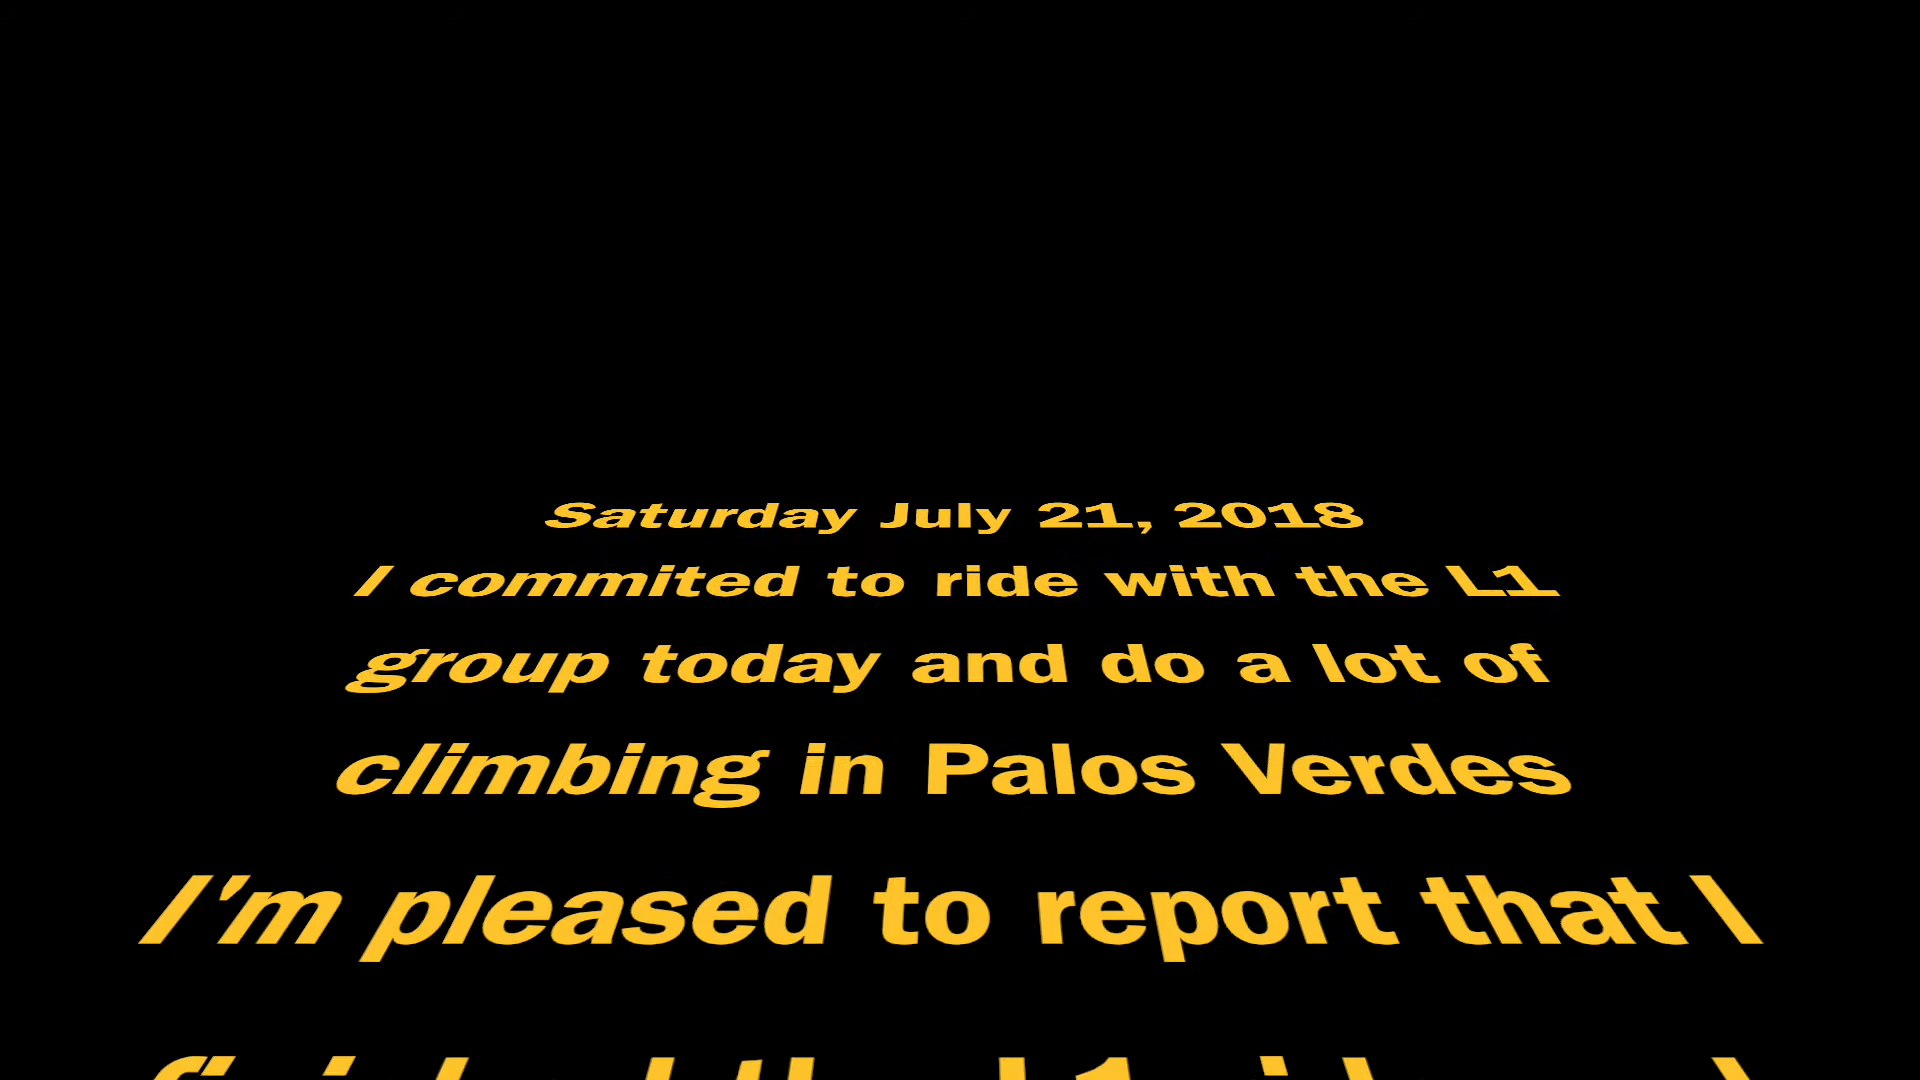 Saturday July 21, 2018
I commited to ride with the L1
group today and do a lot of
climbing in Palos Verdes
I'm pleased to report that I